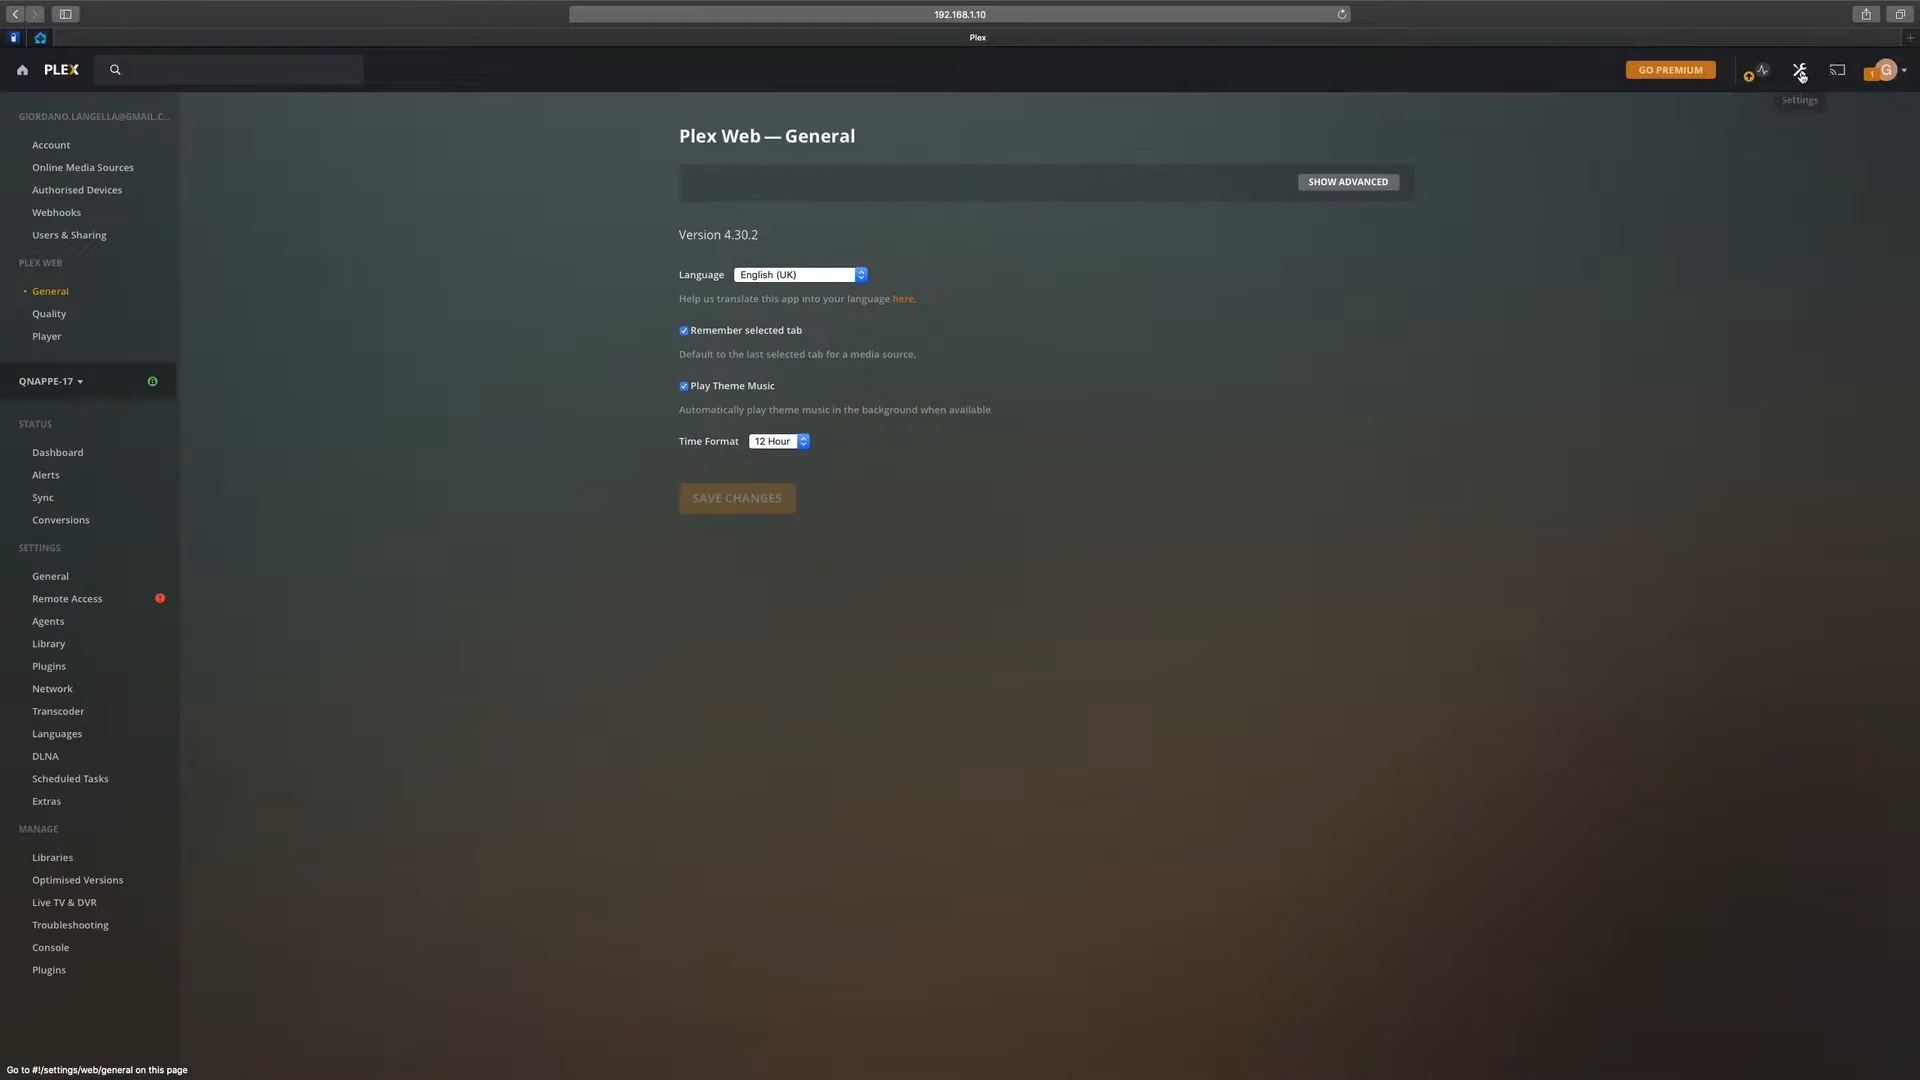 192.168.1.10
Plex
PLEX
GO PREMIUM
1
G
Settings
GIORDANO.LANGELLA@GMAIL.C...
Account
Online Media Sources
Authorised Devices
Webhooks
Users & Sharing
PLEX WEB
General
Quality
Player
QNAPPE-17
STATUS
Dashboard
Alerts
Sync
Conversions
SETTINGS
General
Remote Access
Agents
Library
Plugins
Network
Transcoder
Languages
DLNA
Scheduled Tasks
Extras
MANAGE
Libraries
Optimised Versions
Live TV & DVR
Troubleshooting
Console
Plugins
Plex Web — General
SHOW ADVANCED
Version 4.30.2
Language English (UK)
Help us translate this app into your language here.
Remember selected tab
Default to the last selected tab for a media source.
Play Theme Music
Automatically play theme music in the background when available
Time Format 12 Hour
SAVE CHANGES
Go to #!/settings/web/general on this page